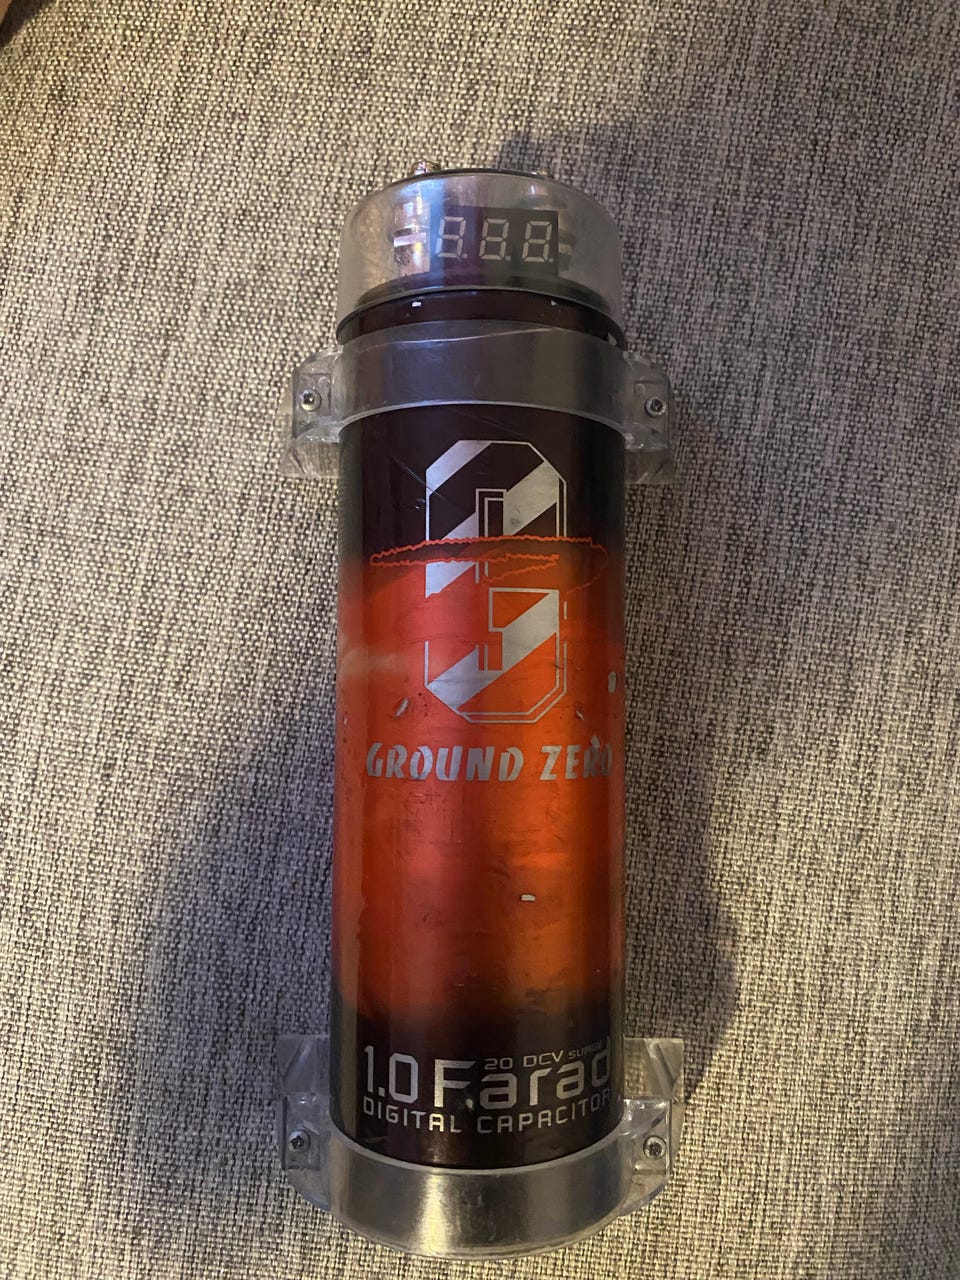 8.8.8.
GROUND ZERO
1.0 Farad
20 DCV SURGE
DIGITAL CAPACITOR